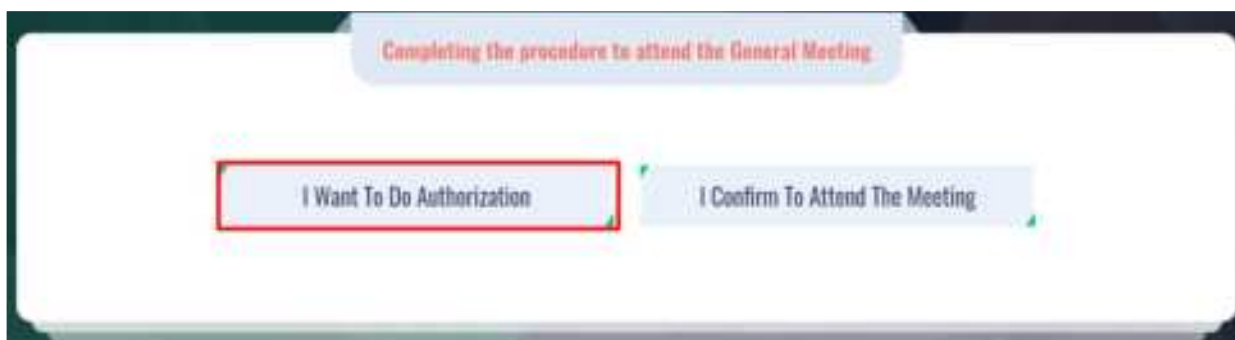 Completing the procedure to attend the General Meeting
I Want To Do Authorization
I Confirm To Attend The Meeting